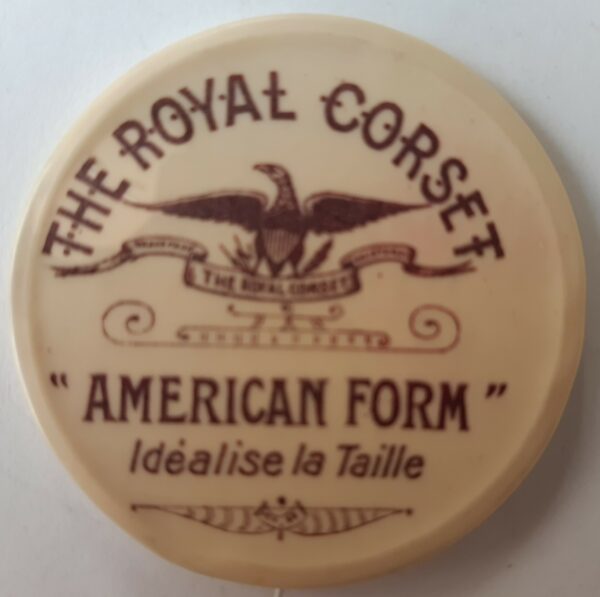 THE ROYAL CORSET
THE ROYAL CORSET
" AMERICAN FORM "
Idéalise la Taille